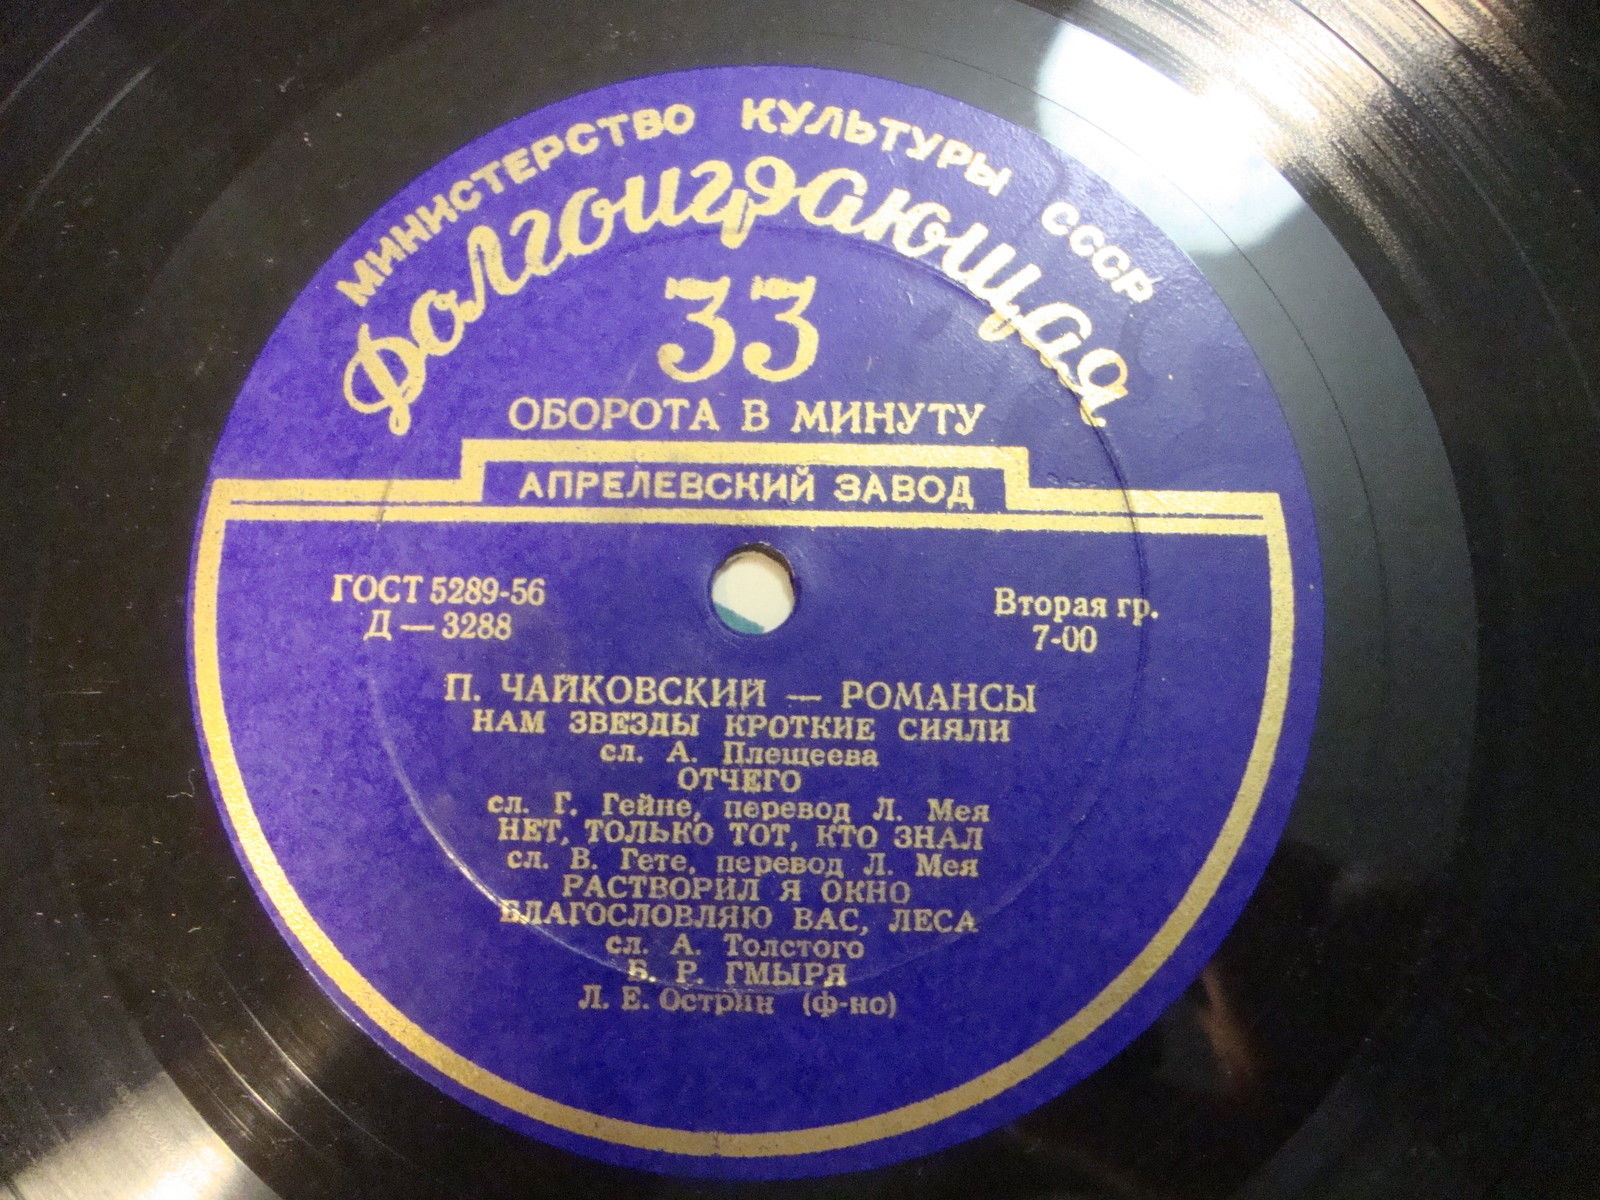 МИНИСТЕРСТВО КУЛЬТУРЫ СССР
Долгоиграющая
33
ОБОРОТА В МИНУТУ
АПРЕЛЕВСКИЙ ЗАВОД
ГОСТ 5289-56
Д — 3288
Вторая гр.
7-00
П. ЧАЙКОВСКИЙ — РОМАНСЫ
НАМ ЗВЕЗДЫ КРОТКИЕ СИЯЛИ
сл. А. Плещеева
ОТЧЕГО
сл. Г. Гейне, перевод Л. Мея
НЕТ, ТОЛЬКО ТОТ, КТО ЗНАЛ
сл. В. Гете, перевод Л. Мея
РАСТВОРИЛ Я ОКНО
БЛАГОСЛОВЛЯЮ ВАС, ЛЕСА
сл. А. Толстого
Б. Р. ГМЫРЯ
Л. Е. Острин (ф-но)